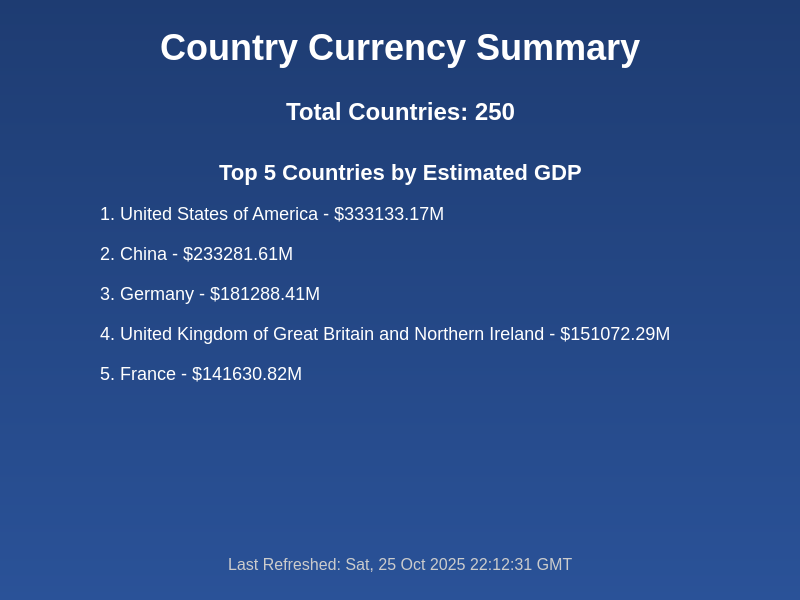 Country Currency Summary
Total Countries: 250
Top 5 Countries by Estimated GDP
1. United States of America - $333133.17M
2. China - $233281.61M
3. Germany - $181288.41M
4. United Kingdom of Great Britain and Northern Ireland - $151072.29M
5. France - $141630.82M
Last Refreshed: Sat, 25 Oct 2025 22:12:31 GMT